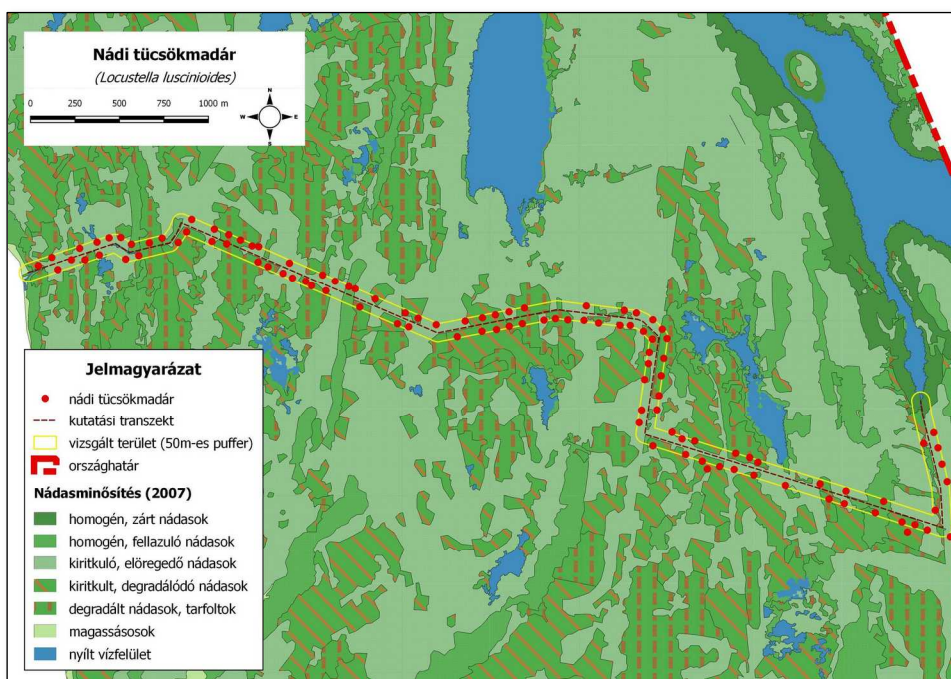 Nádi tücsökmadár
(Locustella luscinioides)
0 250 500 750 1000 m
N
W E
S
Jelmagyarázat
nádi tücsökmadár
kutatási transzekt
vizsgált terület (50m-es puffer)
országhatár
Nádasminősítés (2007)
homogén, zárt nádasok
homogén, fellazuló nádasok
kiritkuló, elöregedő nádasok
kiritkult, degradálódó nádasok
degradált nádasok, tarfoltok
magassásosok
nyílt vízfelület